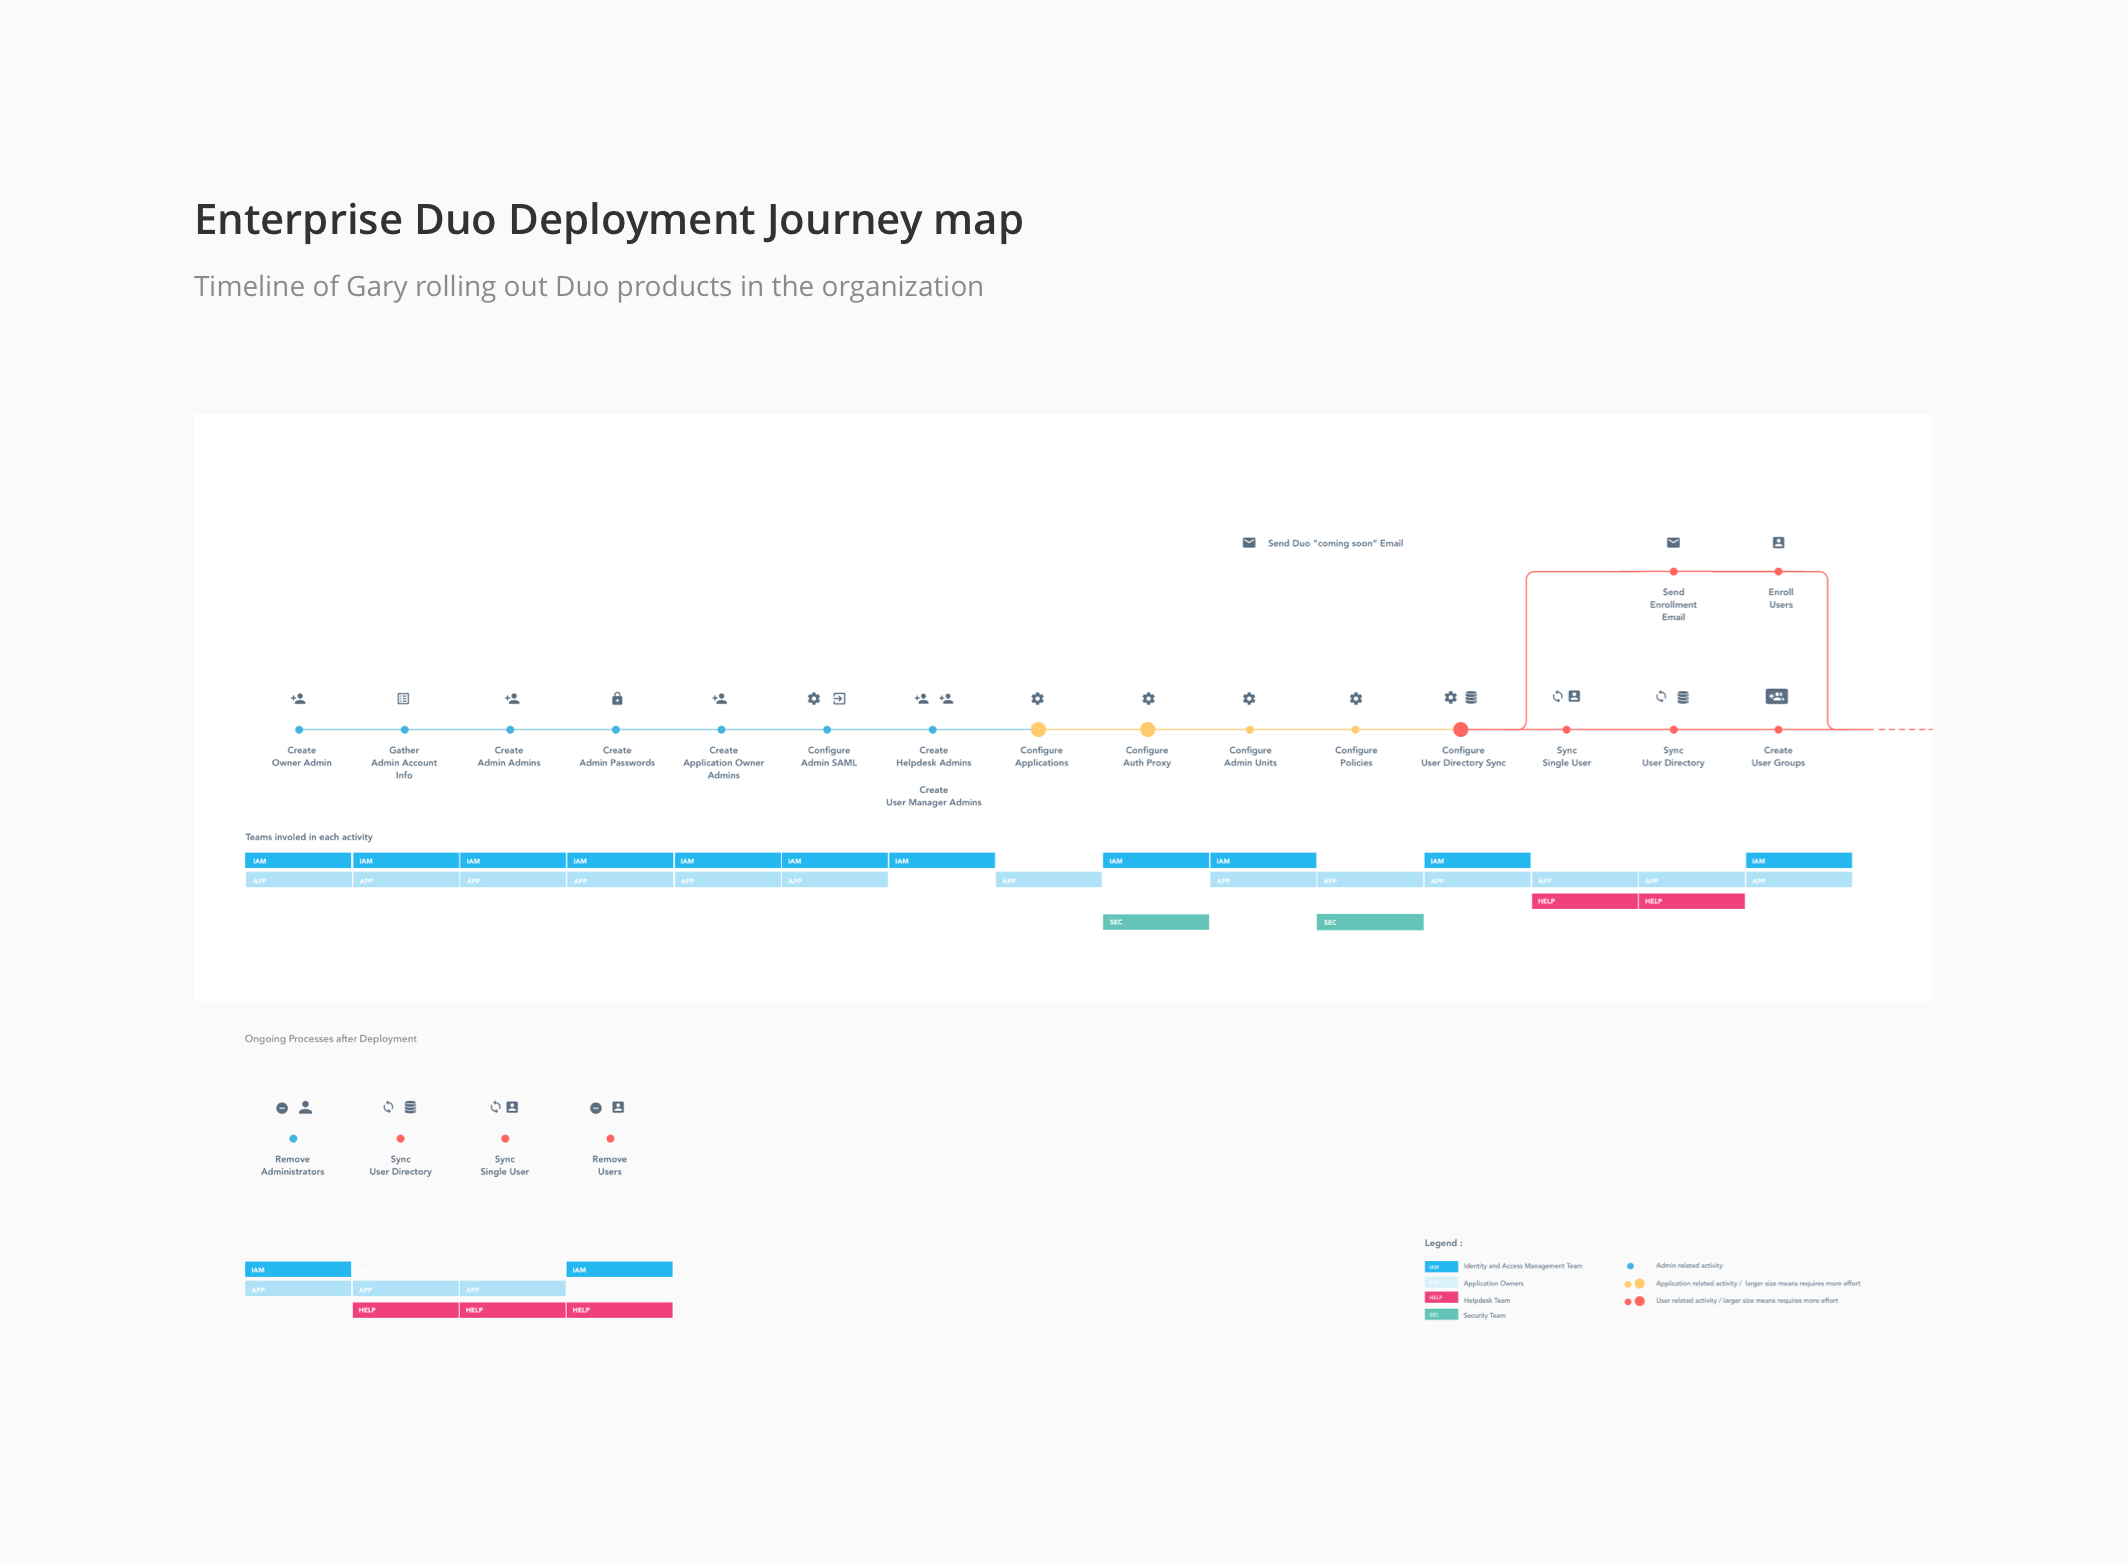 Enterprise Duo Deployment Journey map
Timeline of Gary rolling out Duo products in the organization
Send Duo “coming soon” Email
Send
Enrollment
Email
Enroll
Users
Create
Owner Admin
Gather
Admin Account
Info
Create
Admin Admins
Create
Admin Passwords
Create
Application Owner
Admins
Configure
Admin SAML
Create
Helpdesk Admins
Create
User Manager Admins
Configure
Applications
Configure
Auth Proxy
Configure
Admin Units
Configure
Policies
Configure
User Directory Sync
Sync
Single User
Sync
User Directory
Create
User Groups
Teams involed in each activity
IAM IAM IAM IAM IAM IAM IAM IAM IAM IAM IAM
APP APP APP APP APP APP APP APP APP APP APP APP APP
HELP HELP
SEC SEC
Ongoing Processes after Deployment
Remove
Administrators
Sync
User Directory
Sync
Single User
Remove
Users
IAM IAM
APP APP APP
HELP HELP HELP
Legend :
IAM Identity and Access Management Team
Application Owners
HELP Helpdesk Team
SEC Security Team
Admin related activity
Application related activity / larger size means requires more effort
User related activity / larger size means requires more effort